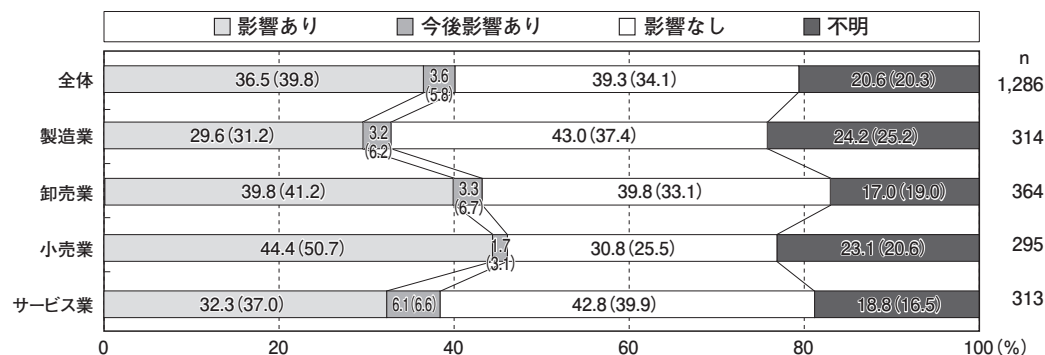 影響あり 今後影響あり 影響なし 不明
n
全体 36.5(39.8) 3.6(5.8) 39.3(34.1) 20.6(20.3) 1,286
製造業 29.6(31.2) 3.2(6.2) 43.0(37.4) 24.2(25.2) 314
卸売業 39.8(41.2) 3.3(6.7) 39.8(33.1) 17.0(19.0) 364
小売業 44.4(50.7) 1.7(3.1) 30.8(25.5) 23.1(20.6) 295
サービス業 32.3(37.0) 6.1(6.6) 42.8(39.9) 18.8(16.5) 313
0 20 40 60 80 100(%)